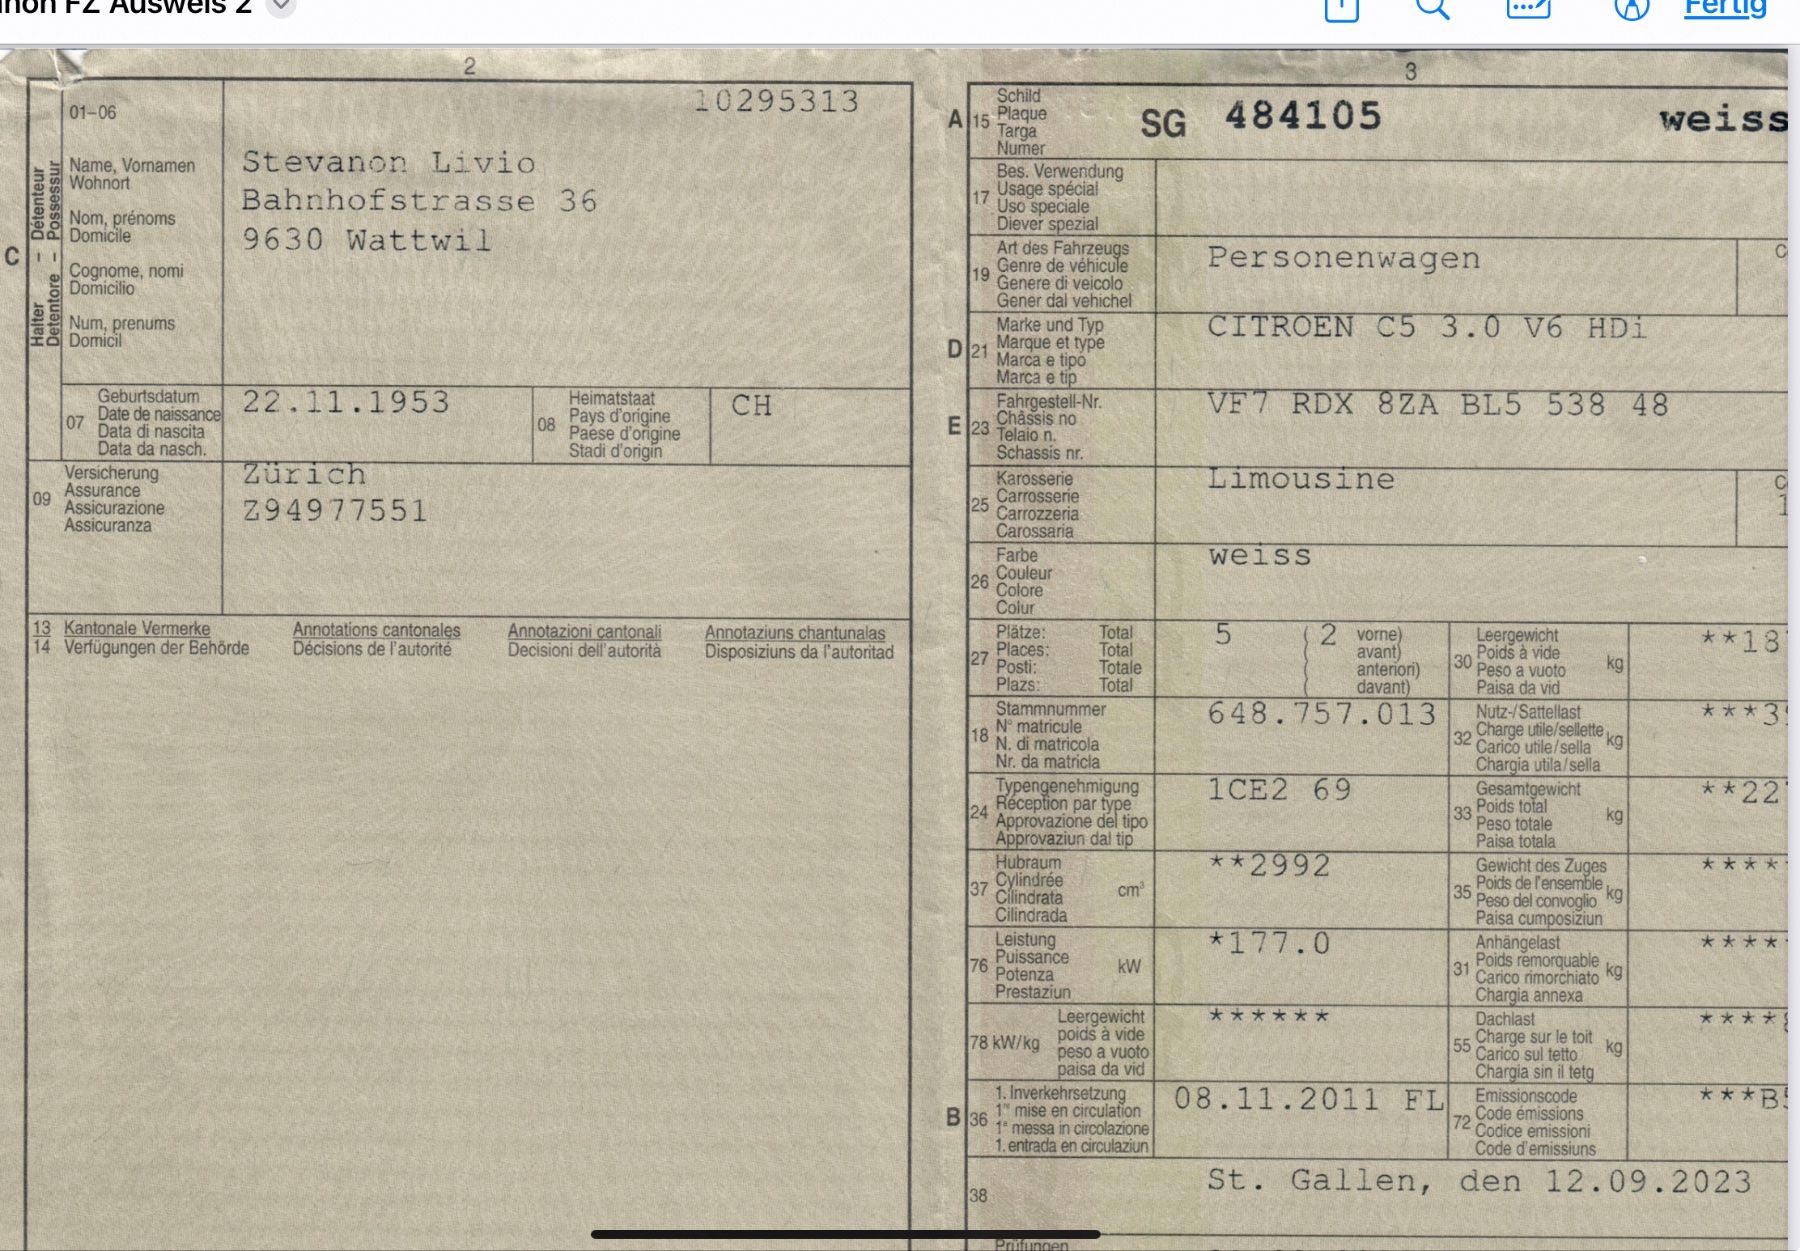 FZ Ausweis 2
Fertig
2
01–06
10295313
Name, Vornamen
Wohnort
Nom, prénoms
Domicile
Cognome, nomi
Domicilio
Num, prenums
Domicil
C
Halter – Détenteur
Detentore – Possessur
Stevanon Livio
Bahnhofstrasse 36
9630 Wattwil
07
Geburtsdatum
Date de naissance
Data di nascita
Data da nasch.
22.11.1953
08
Heimatstaat
Pays d'origine
Paese d'origine
Stadi d'origin
CH
09
Versicherung
Assurance
Assicurazione
Assicuranza
Zürich
Z94977551
13 Kantonale Vermerke Annotations cantonales Annotazioni cantonali Annotaziuns chantunalas
14 Verfügungen der Behörde Décisions de l'autorité Decisioni dell'autorità Disposiziuns da l'autoritad
3
A 15
Schild
Plaque
Targa
Numer
SG 484105 weiss
17
Bes. Verwendung
Usage spécial
Uso speciale
Diever spezial
19
Art des Fahrzeugs
Genre de véhicule
Genere di veicolo
Gener dal vehichel
Personenwagen
D 21
Marke und Typ
Marque et type
Marca e tipo
Marca e tip
CITROEN C5 3.0 V6 HDi
E 23
Fahrgestell-Nr.
Châssis no
Telaio n.
Schassis nr.
VF7 RDX 8ZA BL5 538 48
25
Karosserie
Carrosserie
Carrozzeria
Carossaria
Limousine
26
Farbe
Couleur
Colore
Colur
weiss
27
Plätze: Total
Places: Total
Posti: Totale
Plazs: Total
5 ( 2 vorne)
( avant)
( anteriori)
( davant)
30
Leergewicht
Poids à vide
Peso a vuoto
Paisa da vid
kg
**18
18
Stammnummer
N° matricule
N. di matricola
Nr. da matricla
648.757.013
32
Nutz-/Sattellast
Charge utile/sellette
Carico utile/sella
Chargia utila/sella
kg
***3
24
Typengenehmigung
Réception par type
Approvazione del tipo
Approvaziun dal tip
1CE2 69
33
Gesamtgewicht
Poids total
Peso totale
Paisa totala
kg
**22
37
Hubraum
Cylindrée
Cilindrata
Cilindrada
cm³
**2992
35
Gewicht des Zuges
Poids de l'ensemble
Peso del convoglio
Paisa cumposiziun
kg
****
76
Leistung
Puissance
Potenza
Prestaziun
kW
*177.0
31
Anhängelast
Poids remorquable
Carico rimorchiato
Chargia annexa
kg
****
78 kW/kg
Leergewicht
poids à vide
peso a vuoto
paisa da vid
******
55
Dachlast
Charge sur le toit
Carico sul tetto
Chargia sin il tetg
kg
****
B 36
1. Inverkehrsetzung
1re mise en circulation
1a messa in circolazione
1. entrada en circulaziun
08.11.2011 FL
72
Emissionscode
Code émissions
Codice emissioni
Code d'emissiuns
***B
38
St. Gallen, den 12.09.2023
Prüfungen